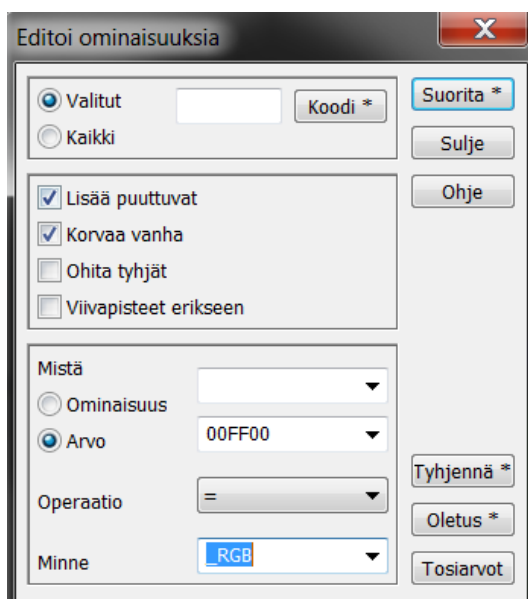 Editoi ominaisuuksia
Valitut
Koodi *
Kaikki
Suorita *
Sulje
Ohje
Lisää puuttuvat
Korvaa vanha
Ohita tyhjät
Viivapisteet erikseen
Mistä
Ominaisuus
Arvo
00FF00
Operaatio
=
Minne
_RGB
Tyhjennä *
Oletus *
Tosiarvot